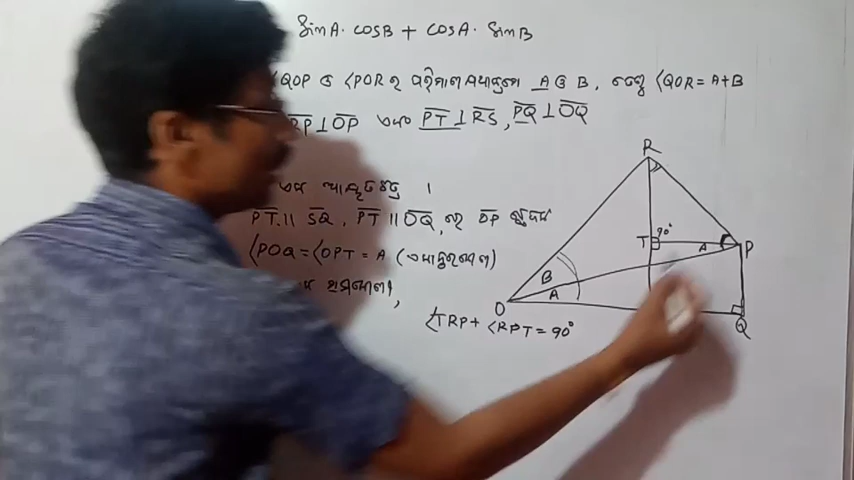 SinA. cosB + cosA. SinB
<QOP ଓ <POR ର ପରିମାଣ ଯଥାକ୍ରମେ A ଓ B, ତେଣୁ <QOR = A+B
RP⊥OP ଏବଂ PT⊥RS, PQ⊥OQ
PT || SQ, PT || OQ, ର OP ଛେଦକ
<POQ = <OPT = A (ଏକାନ୍ତର କୋଣ)
<TRP + <RPT = 90°
R
T 90°
A P
B
A
O
Q